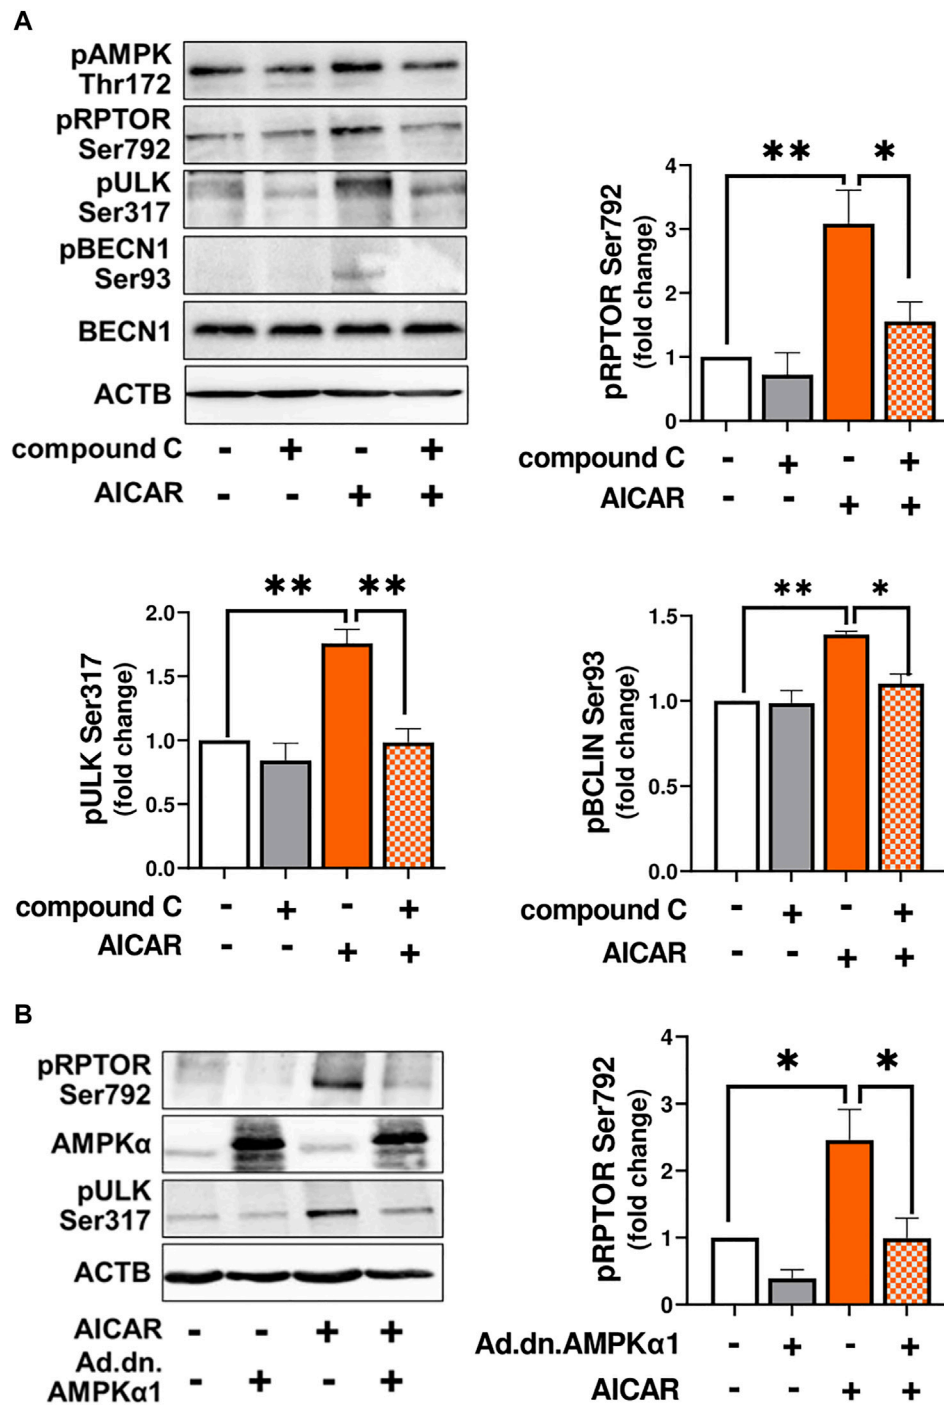 A
pAMPK
Thr172
pRPTOR
Ser792
pULK
Ser317
pBECN1
Ser93
BECN1
ACTB
compound C - + - +
AICAR - - + +
pRPTOR Ser792
(fold change)
4
3
2
1
0
** *
compound C - + - +
AICAR - - + +
pULK Ser317
(fold change)
2.0
1.5
1.0
0.5
0.0
** **
compound C - + - +
AICAR - - + +
pBCLIN Ser93
(fold change)
1.5
1.0
0.5
0.0
** *
compound C - + - +
AICAR - - + +
B
pRPTOR
Ser792
AMPKα
pULK
Ser317
ACTB
AICAR - - + +
Ad.dn.
AMPKα1 - + - +
pRPTOR Ser792
(fold change)
4
3
2
1
0
* *
Ad.dn.AMPKα1 - + - +
AICAR - - + +